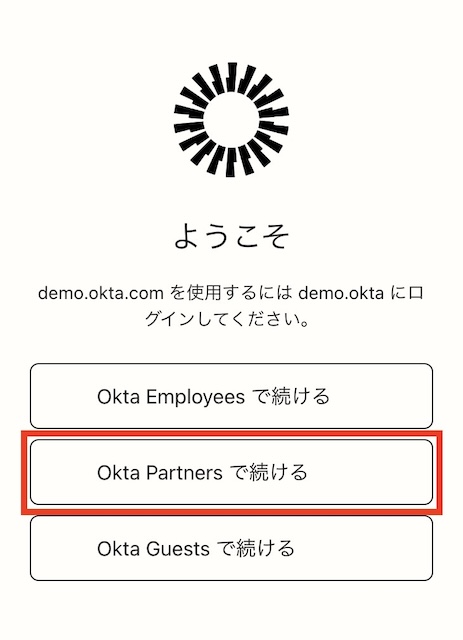 ようこそ
demo.okta.com を使用するには demo.okta にロ
グインしてください。
Okta Employees で続ける
Okta Partners で続ける
Okta Guests で続ける